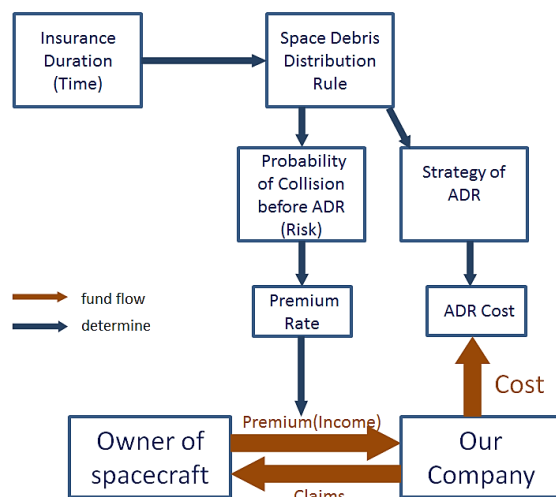 Insurance
Duration
(Time)
Space Debris
Distribution
Rule
Probability
of Collision
before ADR
(Risk)
Strategy of
ADR
fund flow
determine
Premium
Rate
ADR Cost
Cost
Premium(Income)
Owner of
spacecraft
Our
Company
Claims